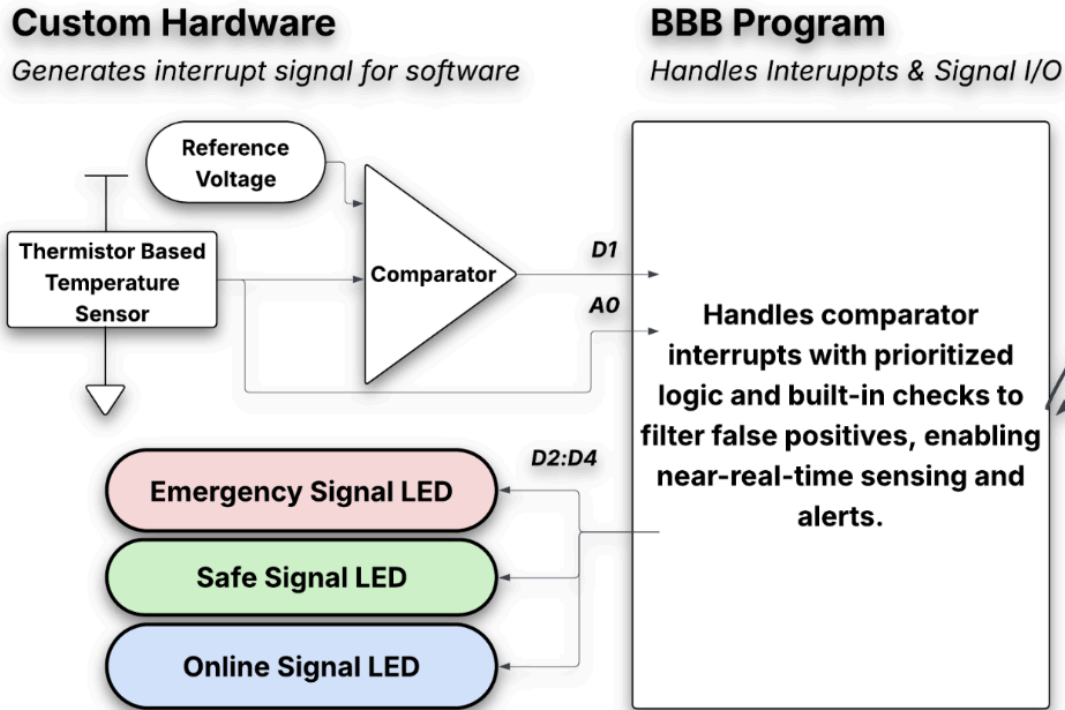 Custom Hardware
Generates interrupt signal for software
Reference
Voltage
Thermistor Based
Temperature
Sensor
Comparator
D1
A0
D2:D4
Emergency Signal LED
Safe Signal LED
Online Signal LED
BBB Program
Handles Interuppts & Signal I/O
Handles comparator
interrupts with prioritized
logic and built-in checks to
filter false positives, enabling
near-real-time sensing and
alerts.